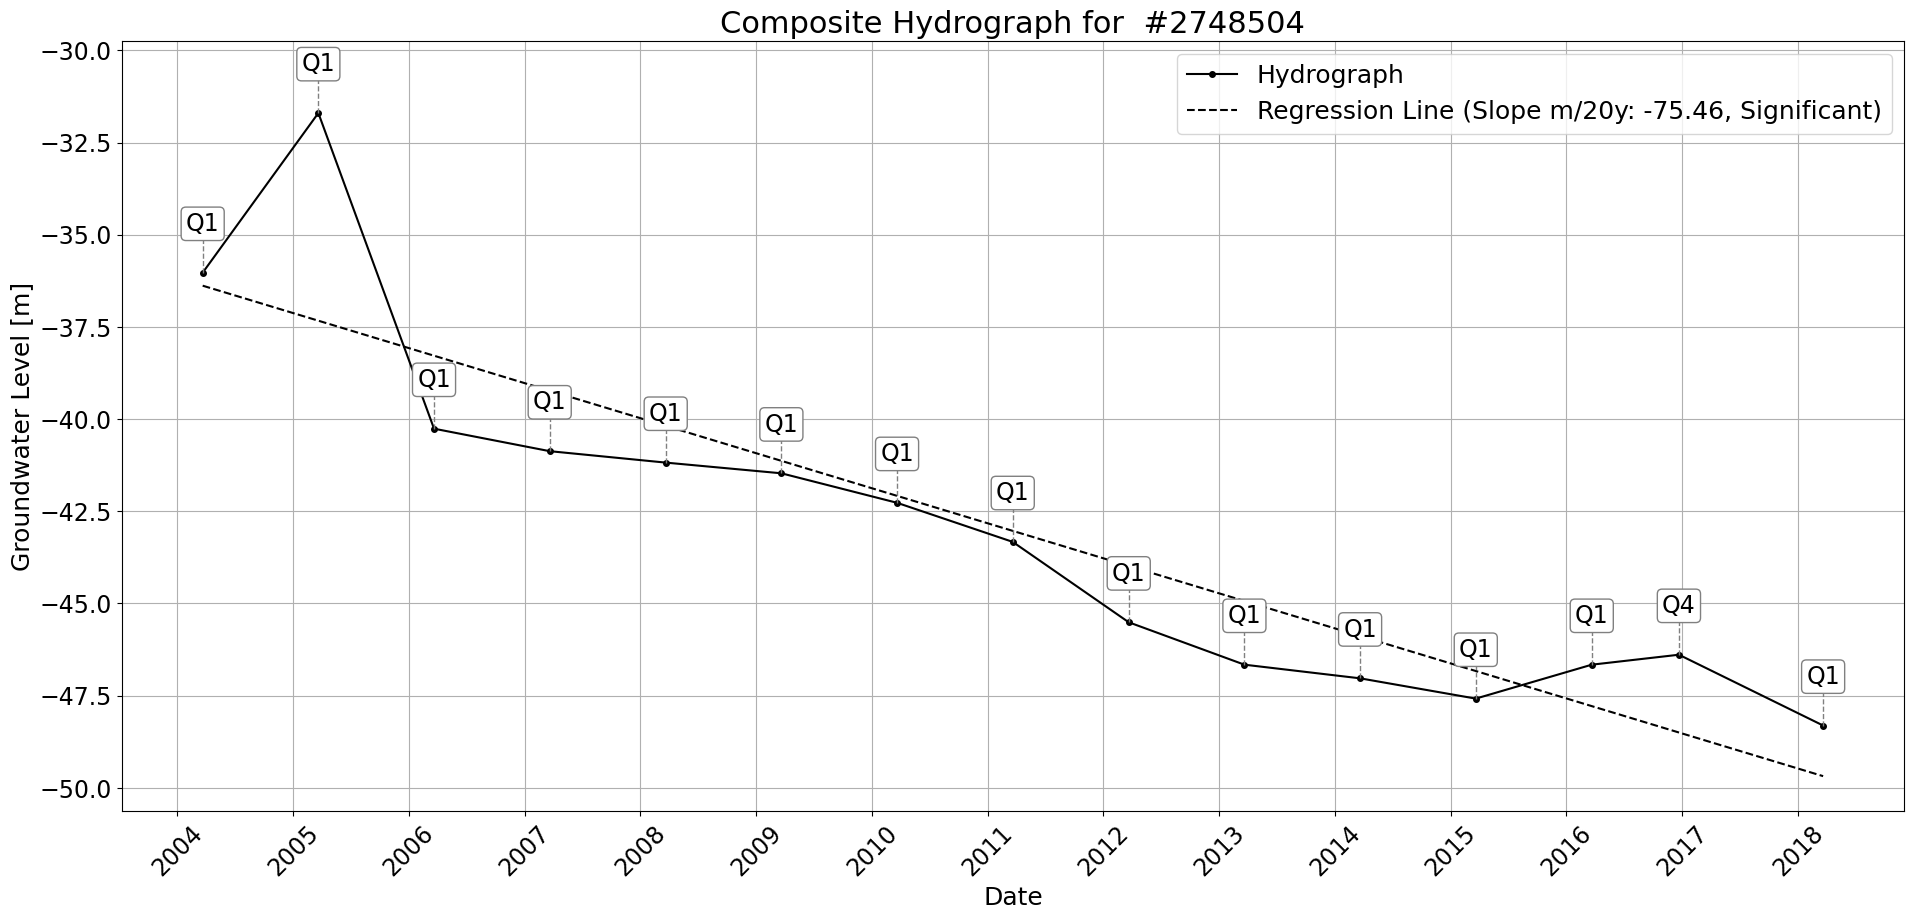 Composite Hydrograph for  #2748504
Hydrograph
Regression Line (Slope m/20y: -75.46, Significant)
Groundwater Level [m]
−30.0
−32.5
−35.0
−37.5
−40.0
−42.5
−45.0
−47.5
−50.0
Q1
Q1
Q1
Q1
Q1
Q1
Q1
Q1
Q1
Q1
Q1
Q1
Q1
Q4
Q1
2004
2005
2006
2007
2008
2009
2010
2011
2012
2013
2014
2015
2016
2017
2018
Date